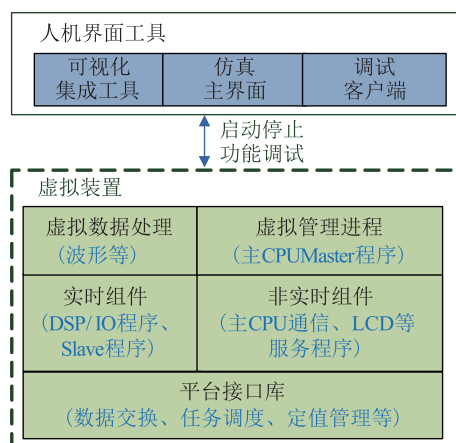 人机界面工具
可视化
集成工具
仿真
主界面
调试
客户端
启动停止
功能调试
虚拟装置
虚拟数据处理
(波形等)
虚拟管理进程
(主CPUMaster程序)
实时组件
(DSP/IO程序、
Slave程序)
非实时组件
(主CPU通信、LCD等
服务程序)
平台接口库
(数据交换、任务调度、定值管理等)